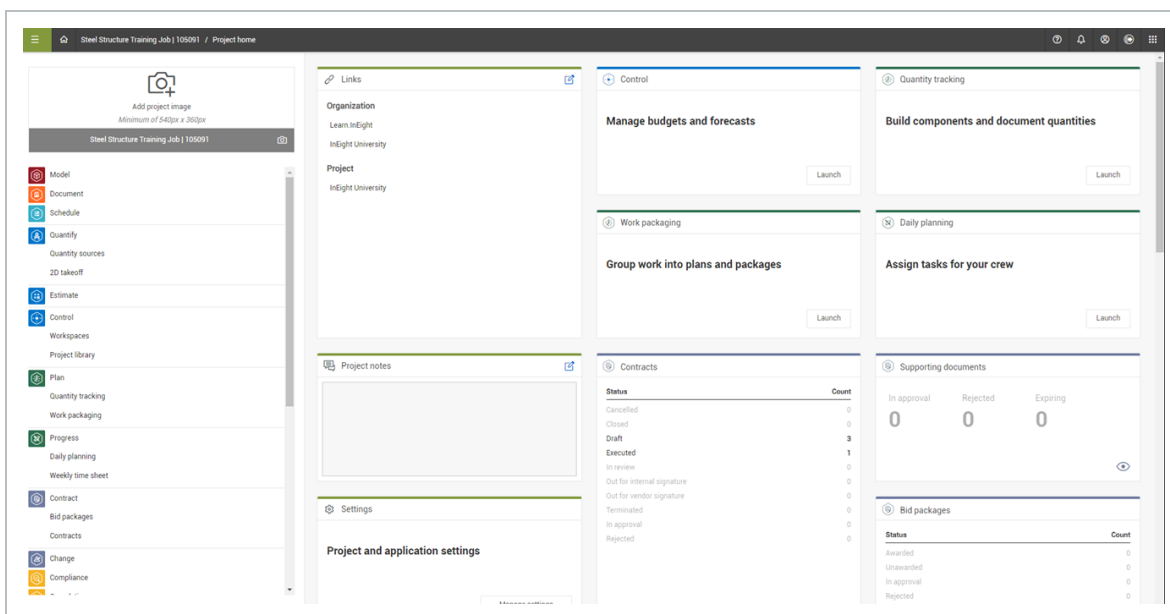 Steel Structure Training Job | 105091 / Project home
Add project image
Minimum of 540px x 360px
Steel Structure Training Job | 105091
Model
Document
Schedule
Quantify
Quantity sources
2D takeoff
Estimate
Control
Workspaces
Project library
Plan
Quantity tracking
Work packaging
Progress
Daily planning
Weekly time sheet
Contract
Bid packages
Contracts
Change
Compliance
Links
Organization
Learn.InEight
InEight University
Project
InEight University
Control
Manage budgets and forecasts
Launch
Quantity tracking
Build components and document quantities
Launch
Work packaging
Group work into plans and packages
Launch
Daily planning
Assign tasks for your crew
Launch
Project notes
Contracts
Status Count
Cancelled 0
Closed 0
Draft 3
Executed 1
In review 0
Out for internal signature 0
Out for vendor signature 0
Terminated 0
In approval 0
Rejected 0
Supporting documents
In approval Rejected Expiring
0 0 0
Settings
Project and application settings
Manage settings
Bid packages
Status Count
Awarded 0
Unawarded 0
In approval 0
Rejected 0